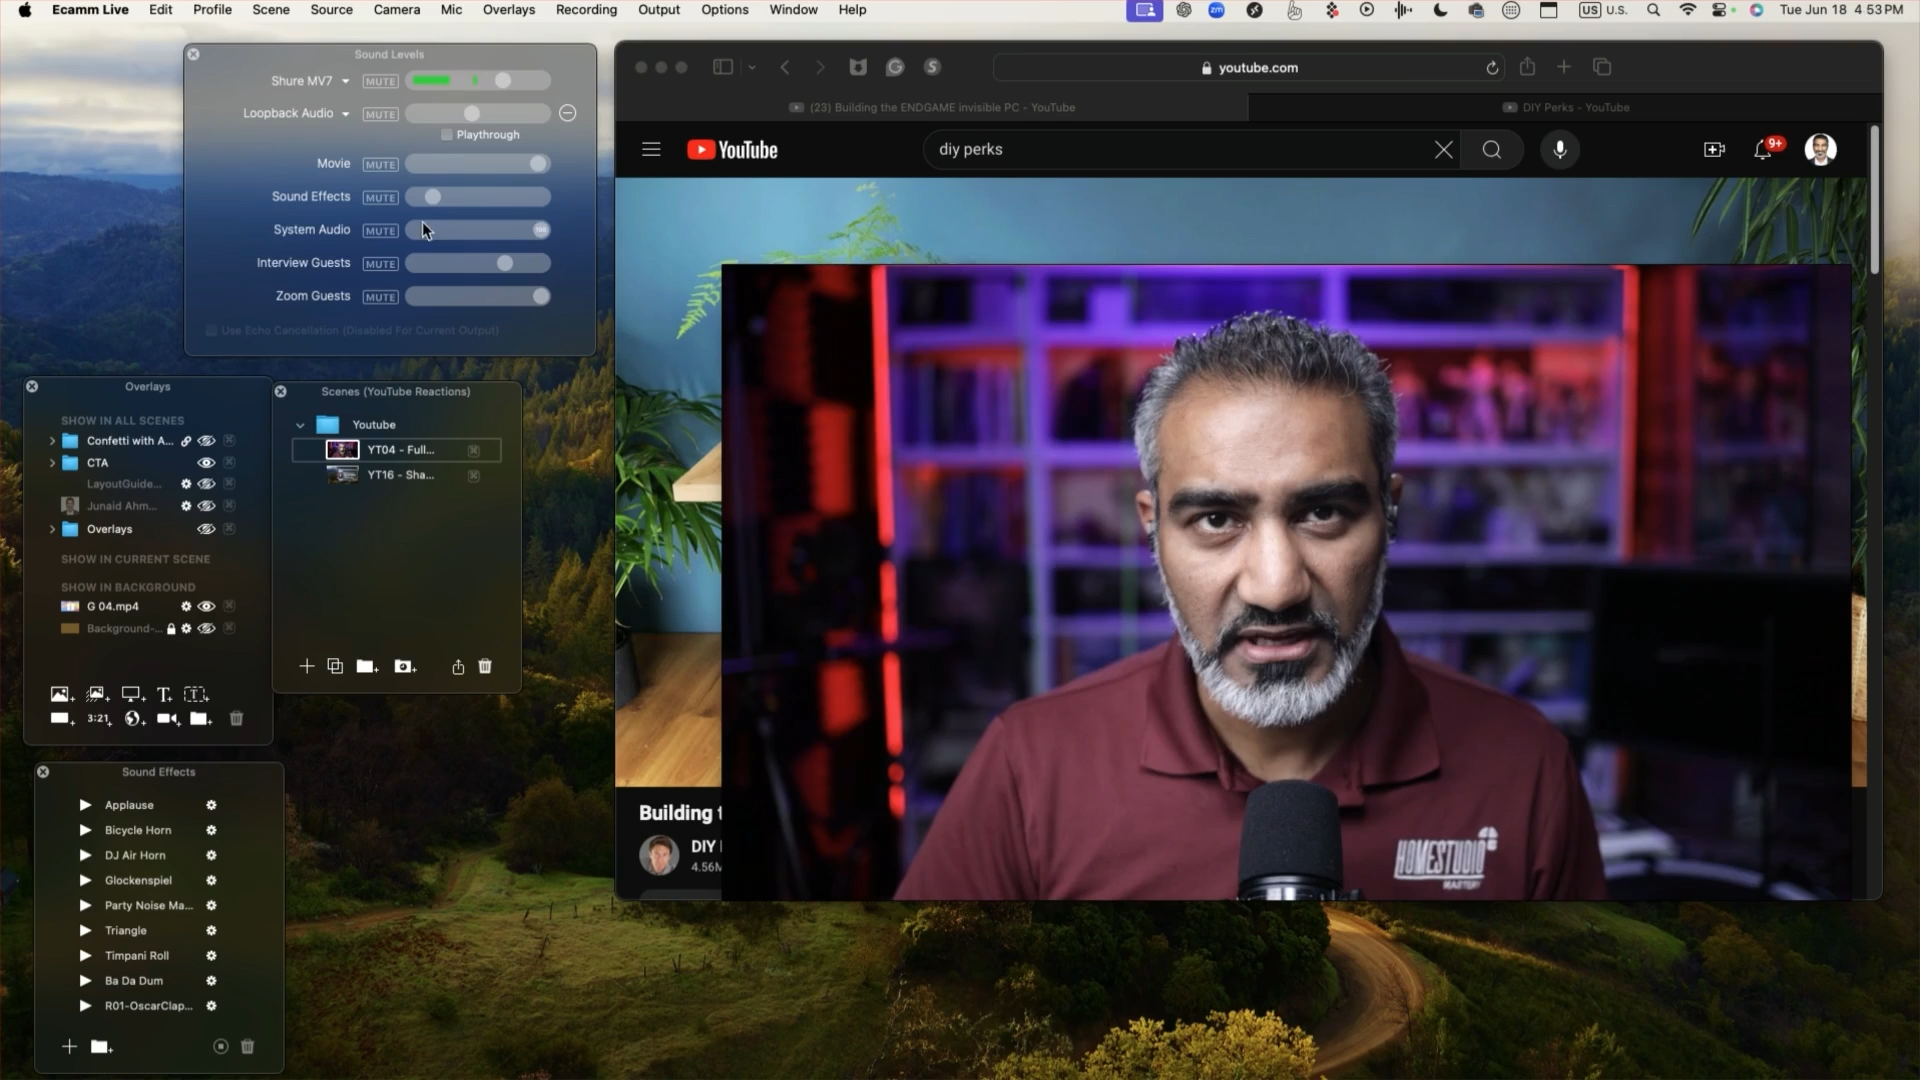 Ecamm Live Edit Profile Scene Source Camera Mic Overlays Recording Output Options Window Help
zm US U.S. Tue Jun 18 4 53 PM
Sound Levels
Shure MV7 MUTE
Loopback Audio MUTE
Playthrough
Movie MUTE
Sound Effects MUTE
System Audio MUTE 100
Interview Guests MUTE
Zoom Guests MUTE
Use Echo Cancellation (Disabled For Current Output)
Overlays
SHOW IN ALL SCENES
Confetti with A...
CTA
LayoutGuide...
Junaid Ahm...
Overlays
SHOW IN CURRENT SCENE
SHOW IN BACKGROUND
G 04.mp4
Background-...
3:21
Scenes (YouTube Reactions)
Youtube
YT04 - Full...
YT16 - Sha...
Sound Effects
Applause
Bicycle Horn
DJ Air Horn
Glockenspiel
Party Noise Ma...
Triangle
Timpani Roll
Ba Da Dum
R01-OscarClap...
youtube.com
(23) Building the ENDGAME invisible PC - YouTube
DIY Perks - YouTube
YouTube
diy perks
9+
Building t
DIY
4.56M
HOMESTUDIO
MASTERY